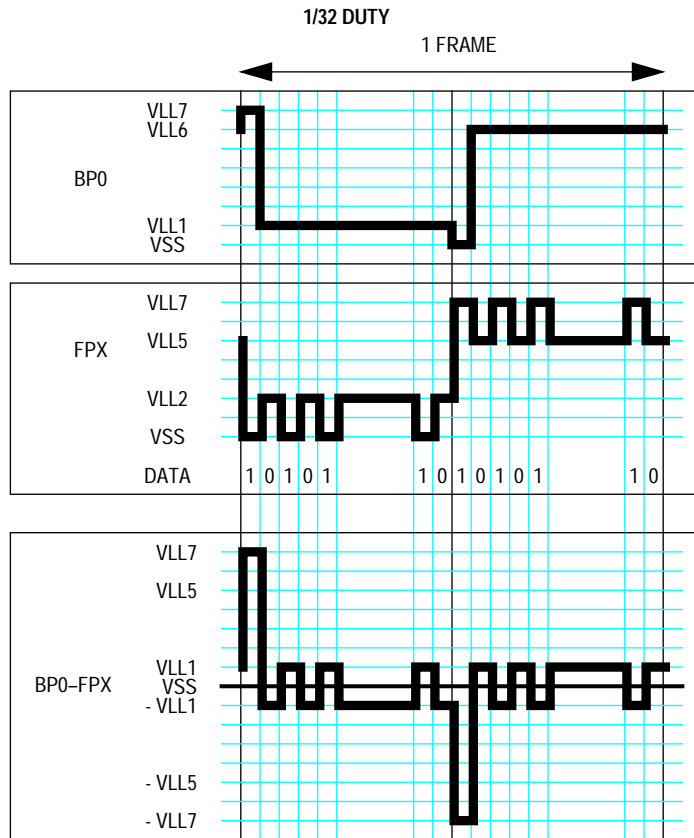 1/32 DUTY
1 FRAME
VLL7
VLL6
BP0
VLL1
VSS
VLL7
FPX
VLL5
VLL2
VSS
DATA 1 0 1 0 1 1 0 1 0 1 0 1 1 0
VLL7
VLL5
VLL1
BP0–FPX
VSS
- VLL1
- VLL5
- VLL7